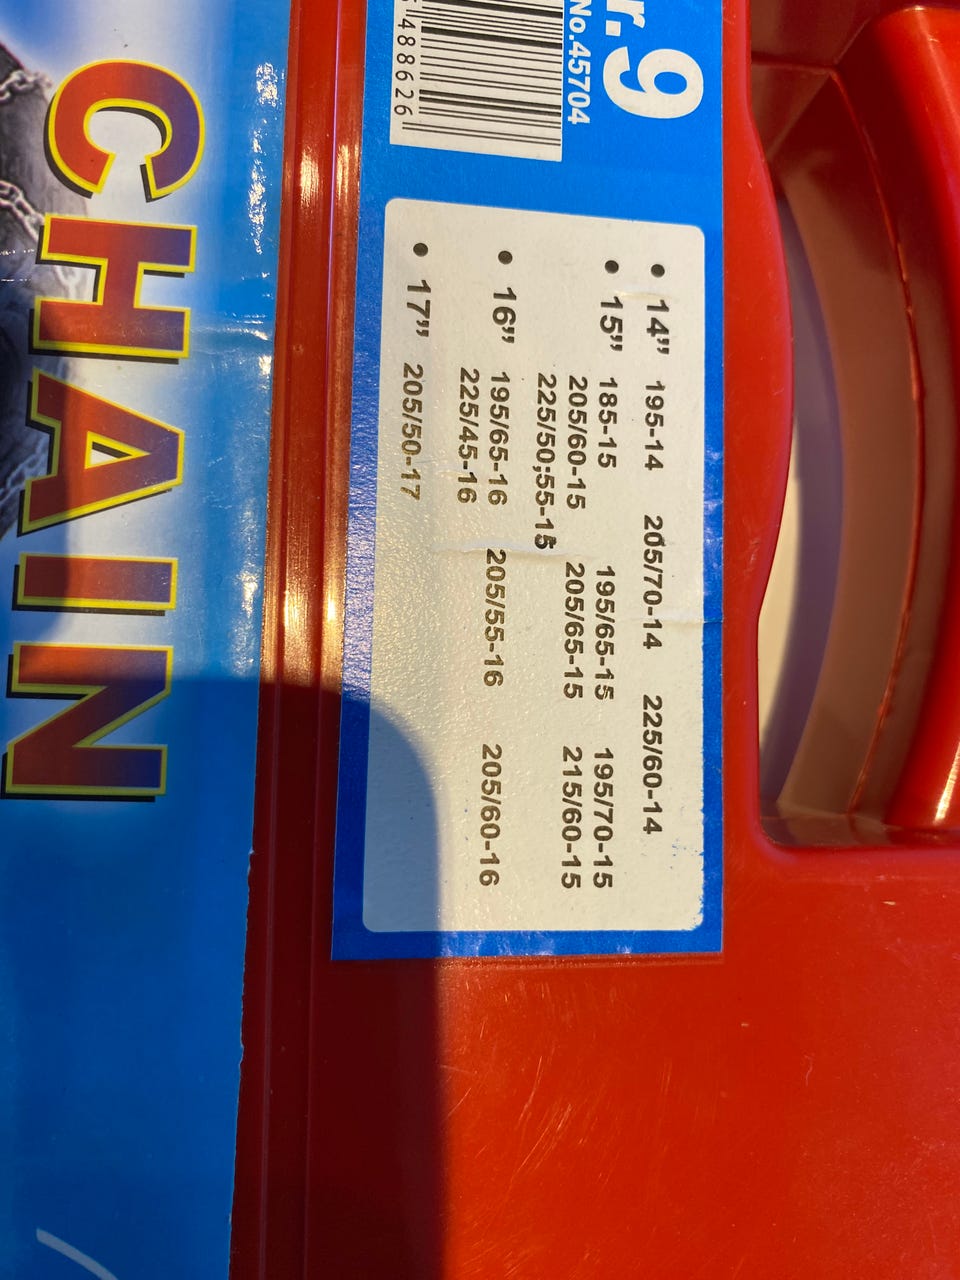 r. 9
No.45704
488626
• 14” 195-14 205/70-14 225/60-14
• 15” 185-15 195/65-15 195/70-15
205/60-15 205/65-15 215/60-15
225/50;55-15
• 16” 195/65-16 205/55-16 205/60-16
225/45-16
• 17” 205/50-17
CHAIN